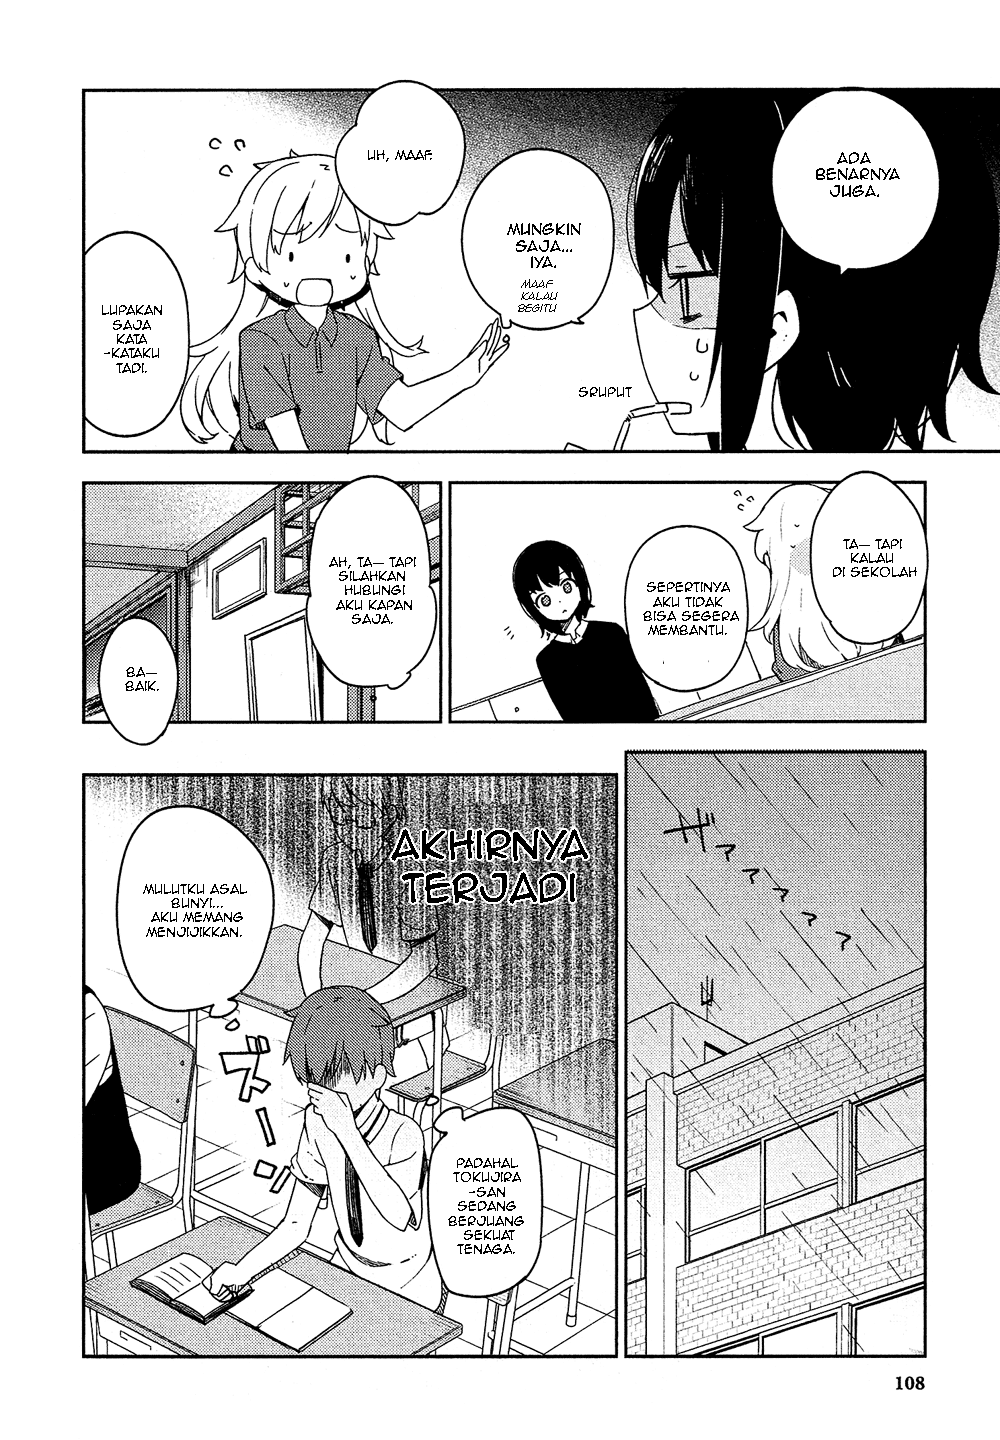 ADA
BENARNYA
JUGA.
MUNGKIN
SAJA...
IYA.
MAAF
KALAU
BEGITU
SRUPUT
UH, MAAF.
LUPAKAN
SAJA
KATA
-KATAKU
TADI.
TA— TAPI
KALAU
DI SEKOLAH
SEPERTINYA
AKU TIDAK
BISA SEGERA
MEMBANTU.
AH, TA— TAPI
SILAHKAN
HUBUNGI
AKU KAPAN
SAJA.
BA—
BAIK.
ザァァァァァァ
AKHIRNYA
TERJADI
MULUTKU ASAL
BUNYI...
AKU MEMANG
MENJIJIKKAN.
ズーン
PADAHAL
TOKUJIRA
-SAN
SEDANG
BERJUANG
SEKUAT
TENAGA.
108